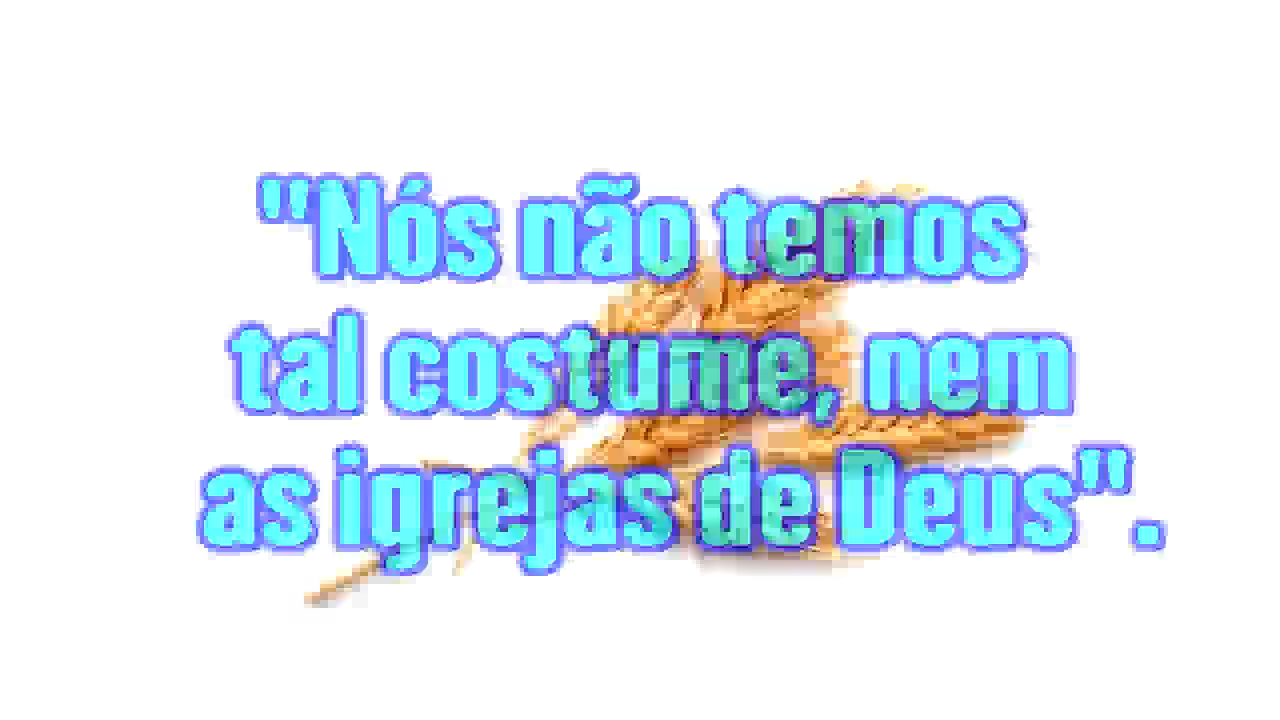 "Nós não temos
tal costume, nem
as igrejas de Deus".